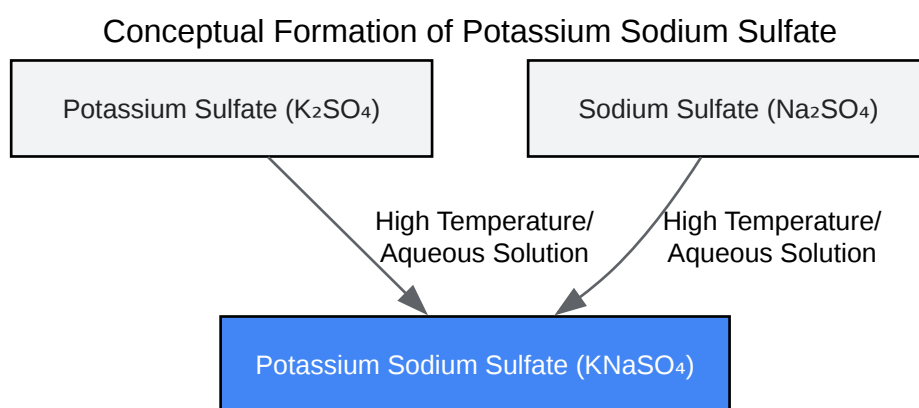 Conceptual Formation of Potassium Sodium Sulfate
Potassium Sulfate (K₂SO₄)
Sodium Sulfate (Na₂SO₄)
High Temperature/
Aqueous Solution
High Temperature/
Aqueous Solution
Potassium Sodium Sulfate (KNaSO₄)